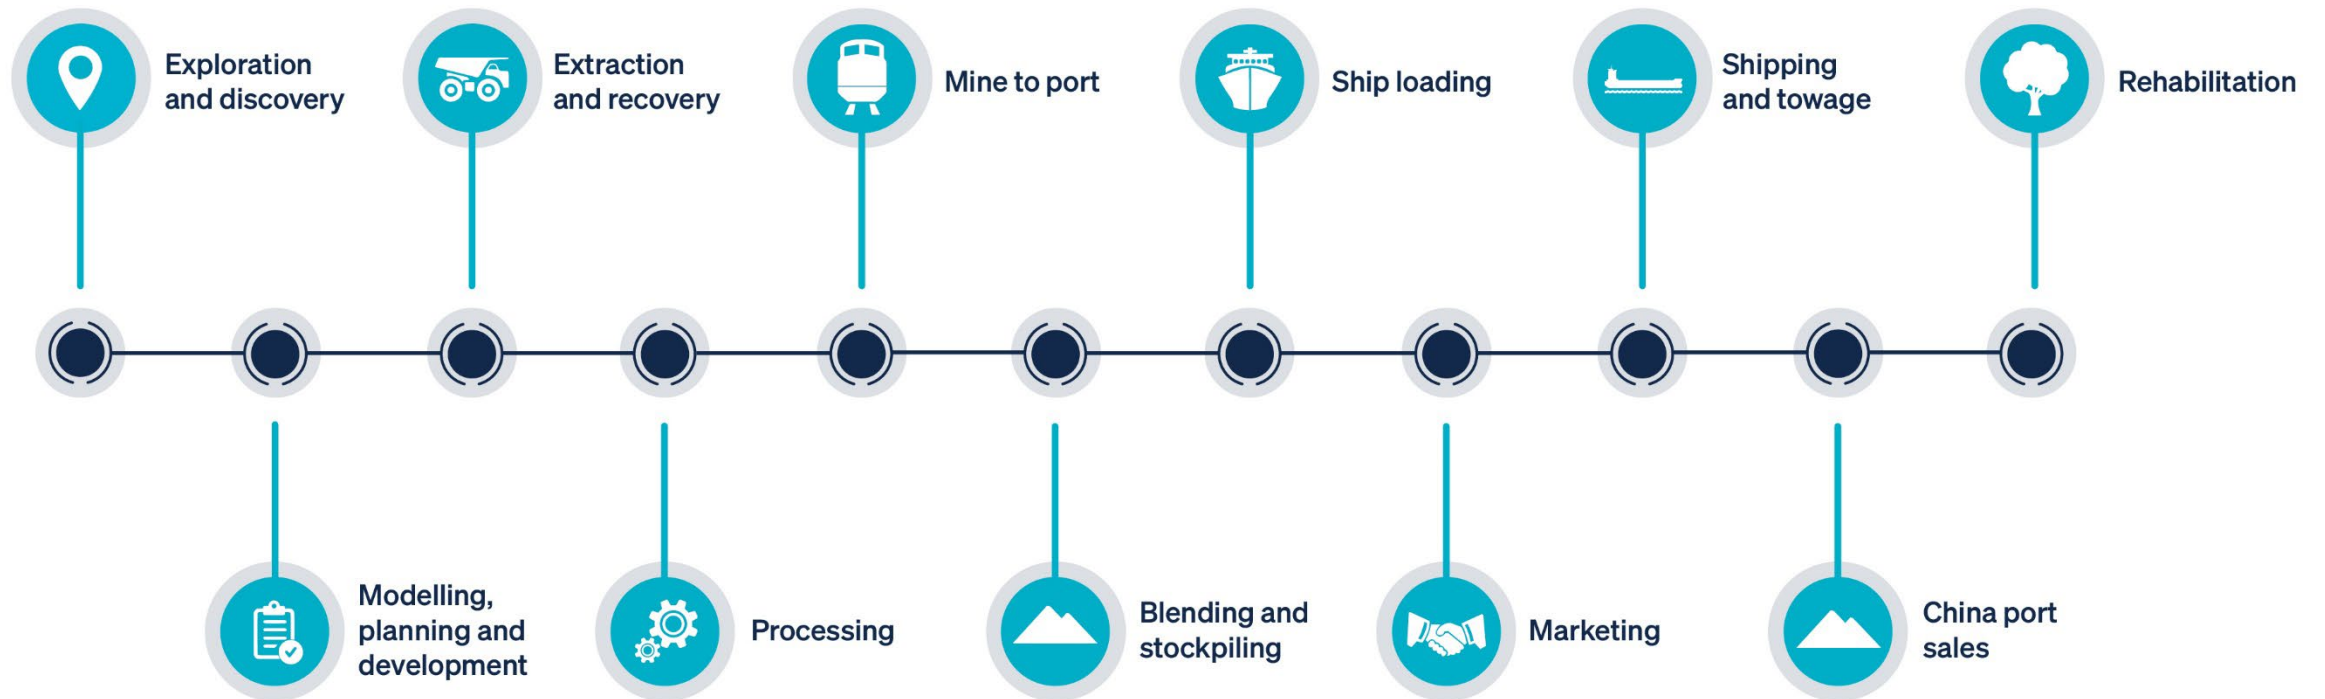 Exploration
and discovery
Extraction
and recovery
Mine to port
Ship loading
Shipping
and towage
Rehabilitation
Modelling,
planning and
development
Processing
Blending and
stockpiling
Marketing
China port
sales